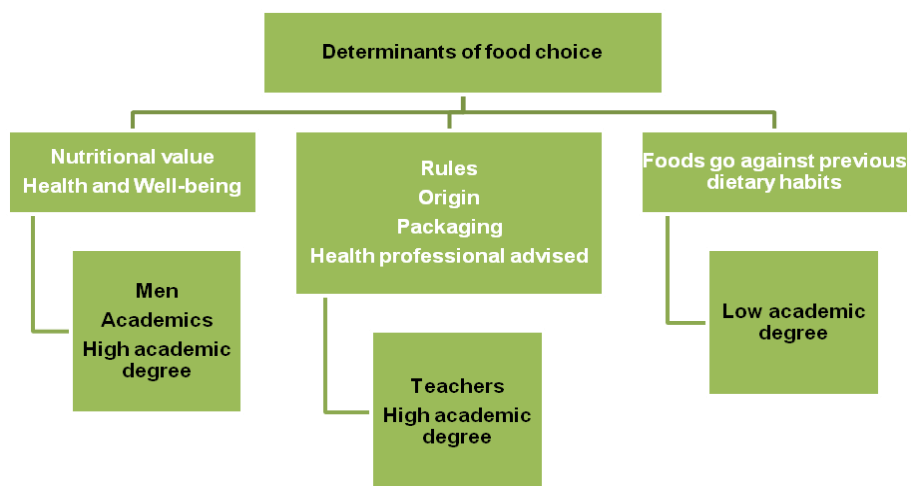 Determinants of food choice
Nutritional value
Health and Well-being
Men
Academics
High academic
degree
Rules
Origin
Packaging
Health professional advised
Teachers
High academic
degree
Foods go against previous
dietary habits
Low academic
degree